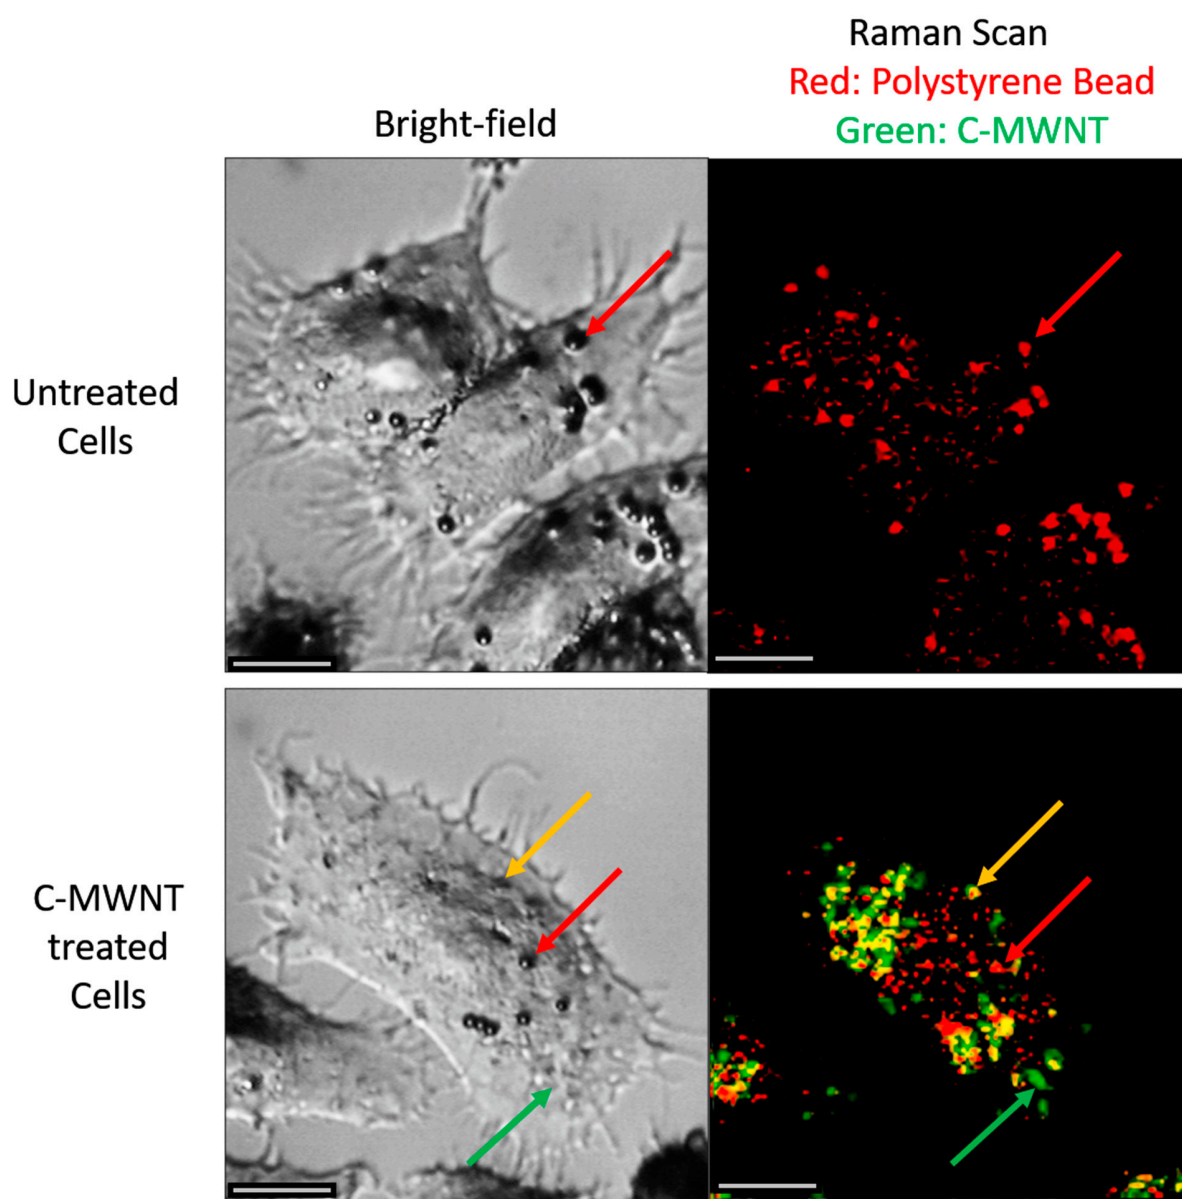 Raman Scan
Red: Polystyrene Bead
Green: C-MWNT
Bright-field
Untreated
Cells
C-MWNT
treated
Cells